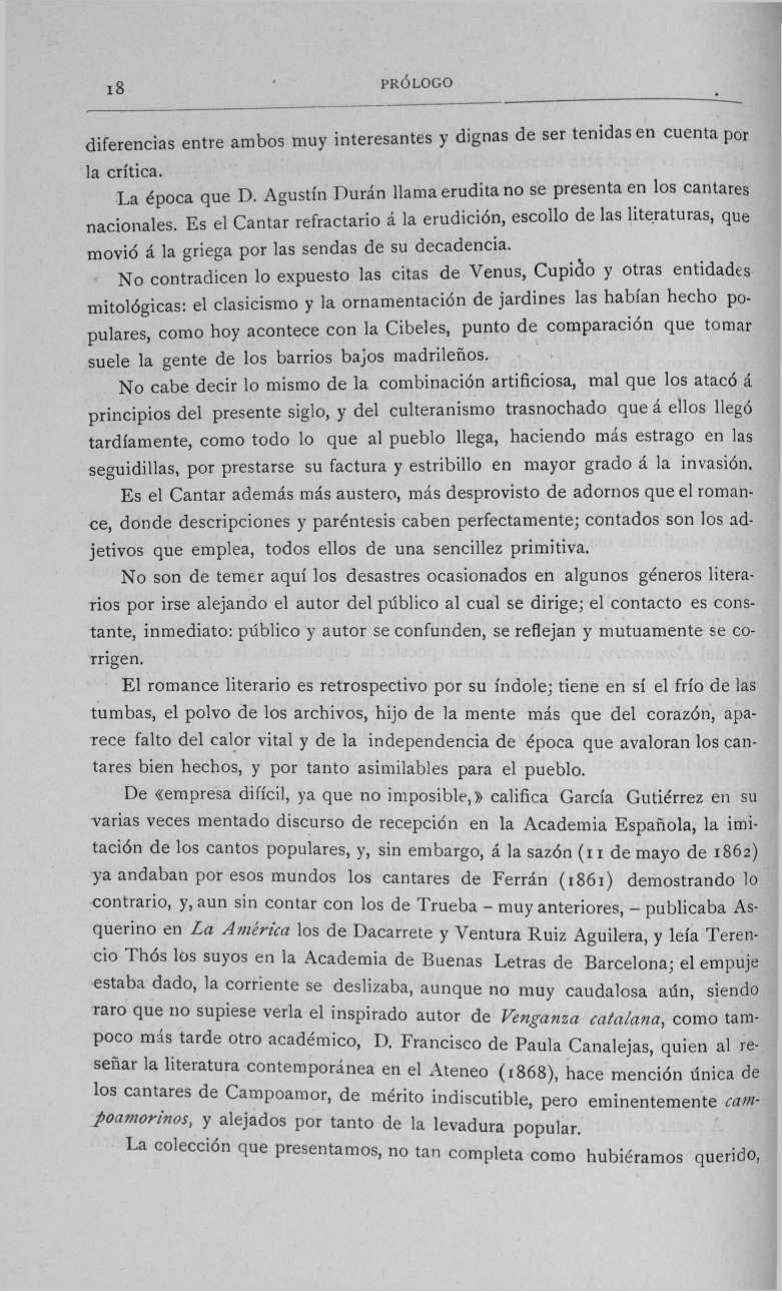 18
PRÓLOGO
diferencias entre ambos muy interesantes y dignas de ser tenidas en cuenta por
la crítica.
La época que D. Agustín Durán llama erudita no se presenta en los cantares
nacionales. Es el Cantar refractario á la erudición, escollo de las literaturas, que
movió á la griega por las sendas de su decadencia.
No contradicen lo expuesto las citas de Venus, Cupido y otras entidades
mitológicas: el clasicismo y la ornamentación de jardines las habían hecho po-
pulares, como hoy acontece con la Cibeles, punto de comparación que tomar
suele la gente de los barrios bajos madrileños.
No cabe decir lo mismo de la combinación artificiosa, mal que los atacó á
principios del presente siglo, y del culteranismo trasnochado que á ellos llegó
tardíamente, como todo lo que al pueblo llega, haciendo más estrago en las
seguidillas, por prestarse su factura y estribillo en mayor grado á la invasión.
Es el Cantar además más austero, más desprovisto de adornos que el roman-
ce, donde descripciones y paréntesis caben perfectamente; contados son los ad-
jetivos que emplea, todos ellos de una sencillez primitiva.
No son de temer aquí los desastres ocasionados en algunos géneros litera-
rios por irse alejando el autor del público al cual se dirige; el contacto es cons-
tante, inmediato: público y autor se confunden, se reflejan y mutuamente se co-
rrigen.
El romance literario es retrospectivo por su índole; tiene en sí el frío de las
tumbas, el polvo de los archivos, hijo de la mente más que del corazón, apa-
rece falto del calor vital y de la independencia de época que avaloran los can-
tares bien hechos, y por tanto asimilables para el pueblo.
De «empresa difícil, ya que no imposible,» califica García Gutiérrez en su
varias veces mentado discurso de recepción en la Academia Española, la imi-
tación de los cantos populares, y, sin embargo, á la sazón (11 de mayo de 1862)
ya andaban por esos mundos los cantares de Ferrán (1861) demostrando lo
contrario, y, aun sin contar con los de Trueba – muy anteriores, – publicaba As-
querino en La América los de Dacarrete y Ventura Ruiz Aguilera, y leía Teren-
cio Thós los suyos en la Academia de Buenas Letras de Barcelona; el empuje
estaba dado, la corriente se deslizaba, aunque no muy caudalosa aún, siendo
raro que no supiese verla el inspirado autor de Venganza catalana, como tam-
poco más tarde otro académico, D. Francisco de Paula Canalejas, quien al re-
señar la literatura contemporánea en el Ateneo (1868), hace mención única de
los cantares de Campoamor, de mérito indiscutible, pero eminentemente cam-
poamorinos, y alejados por tanto de la levadura popular.
La colección que presentamos, no tan completa como hubiéramos querido,